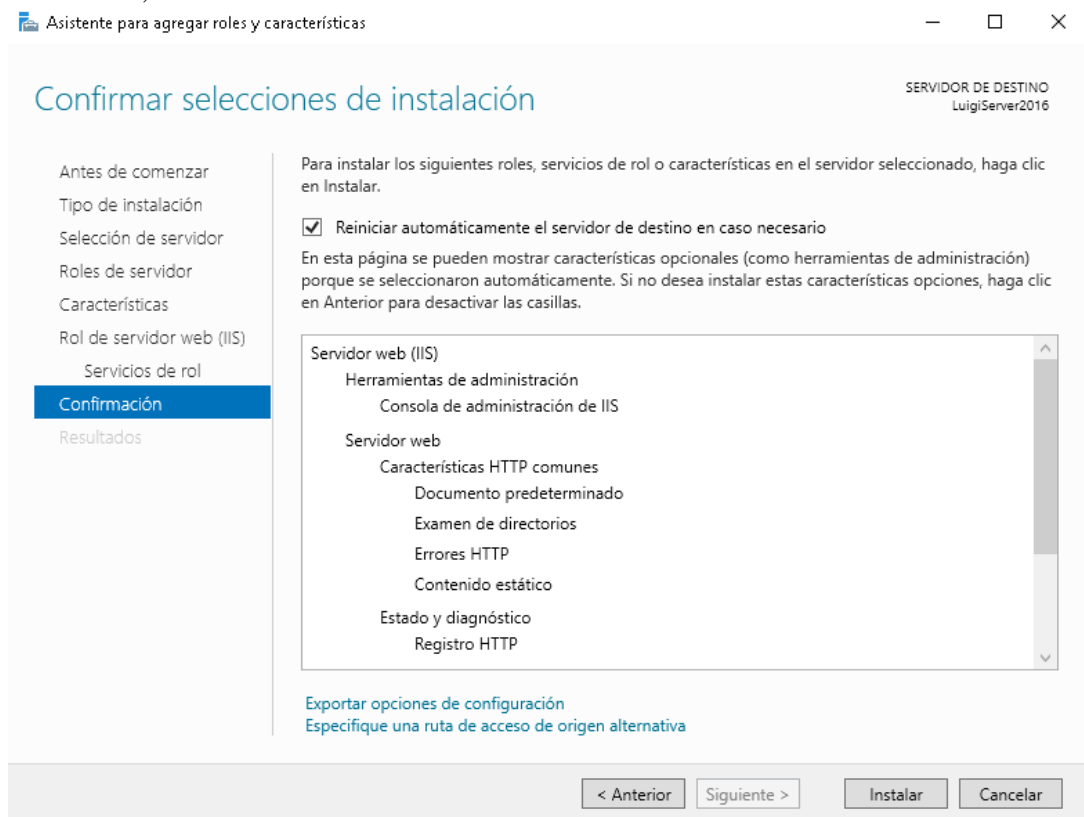 Asistente para agregar roles y características
Confirmar selecciones de instalación
SERVIDOR DE DESTINO
LuigiServer2016
Antes de comenzar
Tipo de instalación
Selección de servidor
Roles de servidor
Características
Rol de servidor web (IIS)
Servicios de rol
Confirmación
Resultados
Para instalar los siguientes roles, servicios de rol o características en el servidor seleccionado, haga clic
en Instalar.
Reiniciar automáticamente el servidor de destino en caso necesario
En esta página se pueden mostrar características opcionales (como herramientas de administración)
porque se seleccionaron automáticamente. Si no desea instalar estas características opciones, haga clic
en Anterior para desactivar las casillas.
Servidor web (IIS)
Herramientas de administración
Consola de administración de IIS
Servidor web
Características HTTP comunes
Documento predeterminado
Examen de directorios
Errores HTTP
Contenido estático
Estado y diagnóstico
Registro HTTP
Exportar opciones de configuración
Especifique una ruta de acceso de origen alternativa
< Anterior
Siguiente >
Instalar
Cancelar